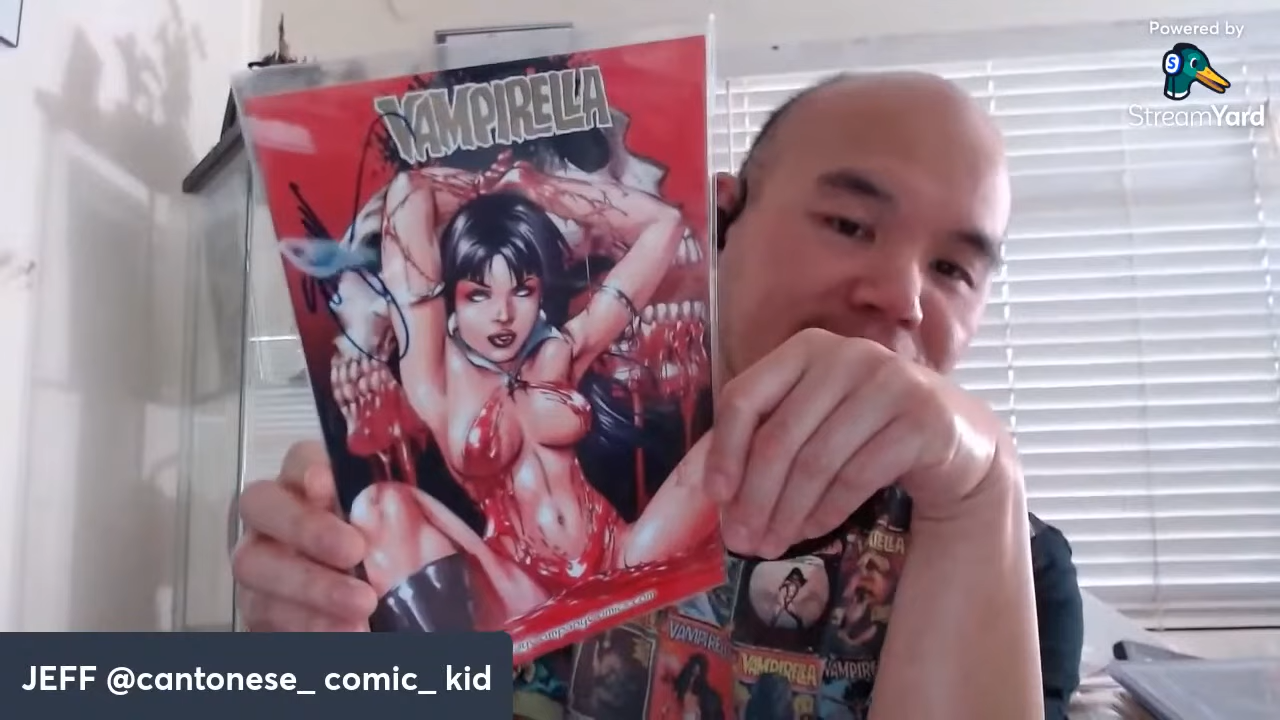 Powered by
StreamYard
S
VAMPIRELLA
VAMPIRELLA
VAMPIRELLA
JEFF @cantonese_ comic_ kid